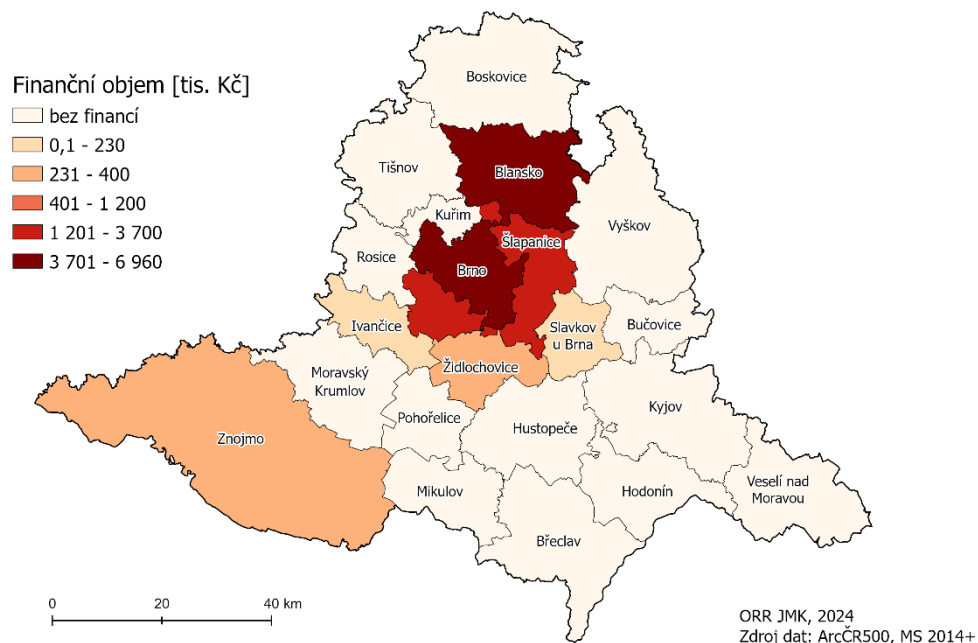 Finanční objem [tis. Kč]
bez financí
0,1 - 230
231 - 400
401 - 1 200
1 201 - 3 700
3 701 - 6 960
Boskovice
Blansko
Tišnov
Kuřim
Vyškov
Šlapanice
Rosice
Brno
Ivančice
Slavkov
u Brna
Bučovice
Židlochovice
Moravský
Krumlov
Kyjov
Pohořelice
Hustopeče
Znojmo
Mikulov
Hodonín
Veselí nad
Moravou
Břeclav
0 20 40 km
ORR JMK, 2024
Zdroj dat: ArcČR500, MS 2014+